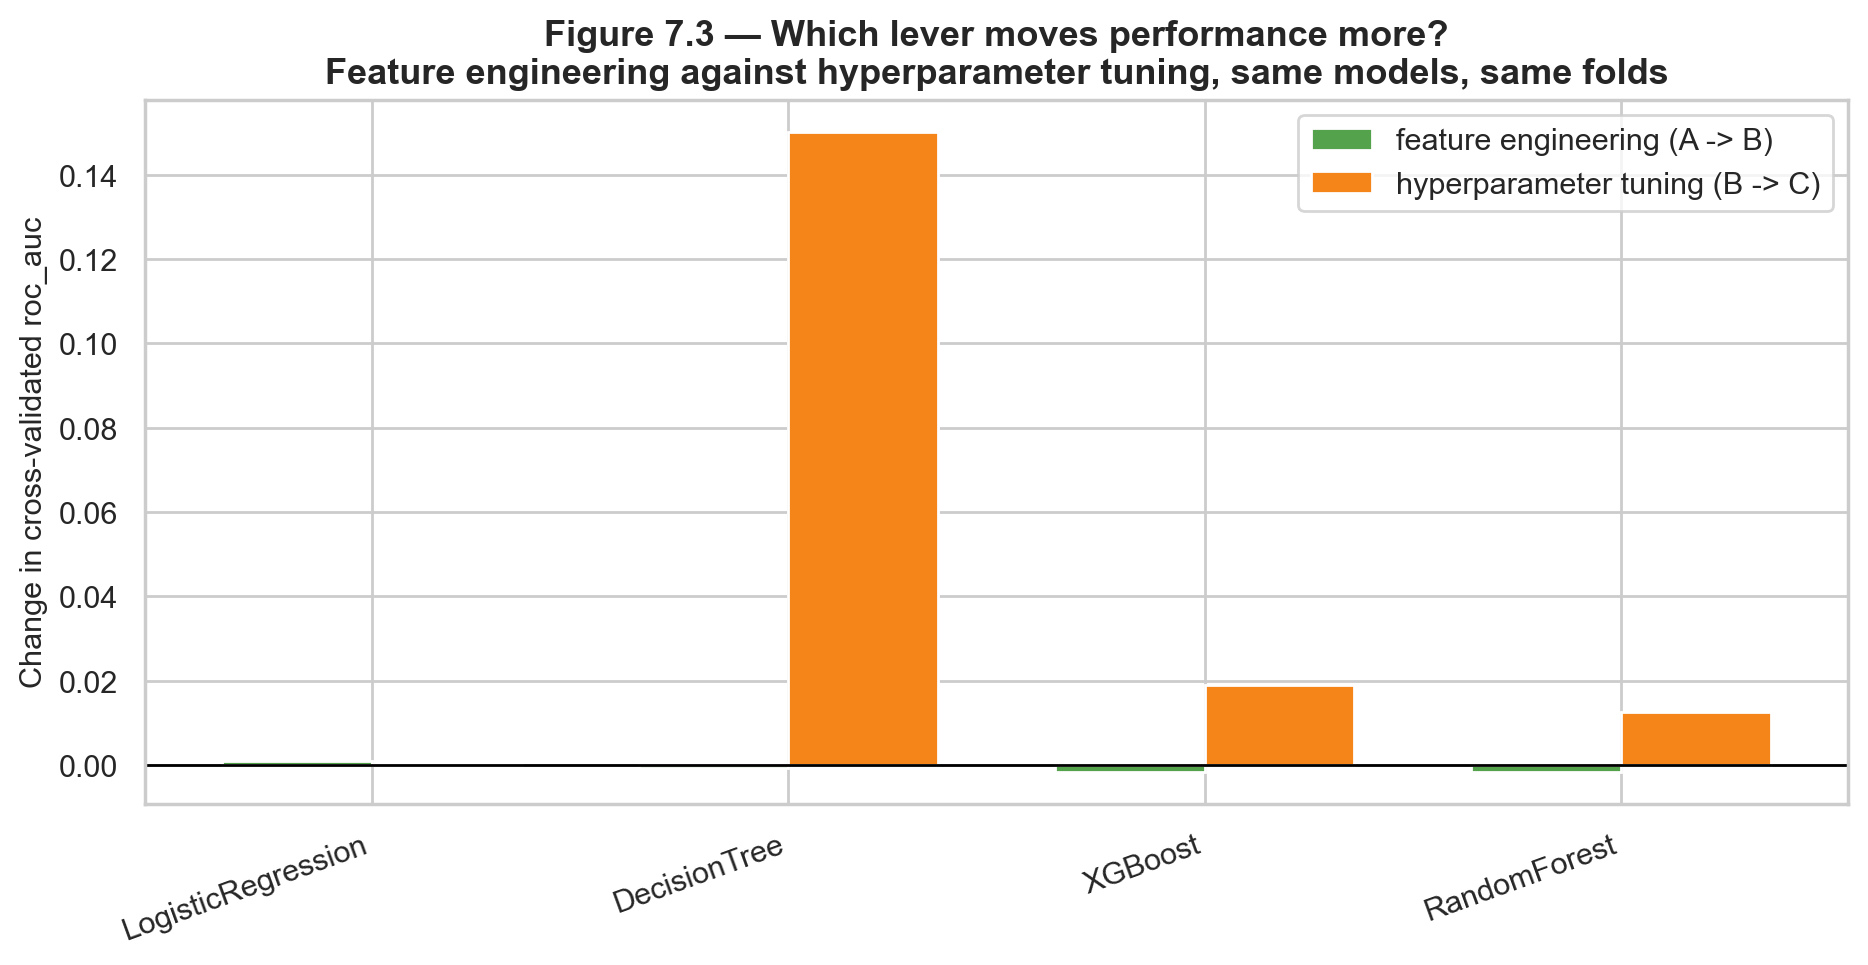 Figure 7.3 — Which lever moves performance more?
Feature engineering against hyperparameter tuning, same models, same folds
feature engineering (A -> B)
hyperparameter tuning (B -> C)
Change in cross-validated roc_auc
0.14
0.12
0.10
0.08
0.06
0.04
0.02
0.00
LogisticRegression
DecisionTree
XGBoost
RandomForest